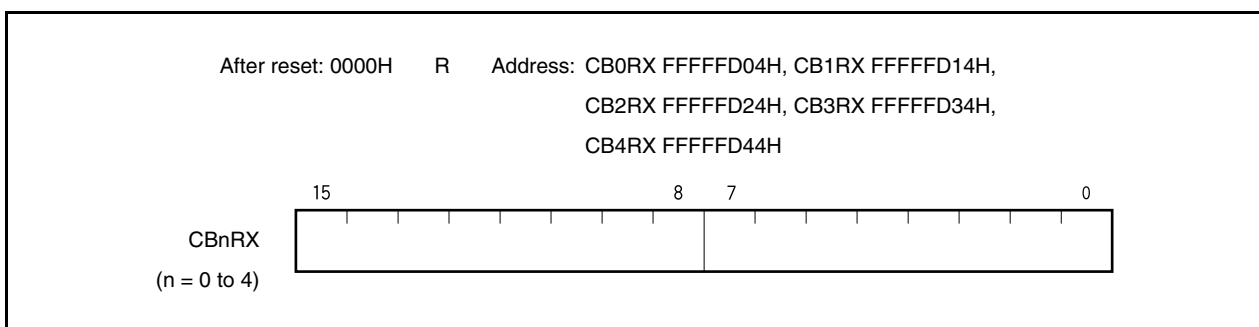 After reset: 0000H R Address: CB0RX FFFFFD04H, CB1RX FFFFFD14H,
CB2RX FFFFFD24H, CB3RX FFFFFD34H,
CB4RX FFFFFD44H
15 8 7 0
CBnRX
(n = 0 to 4)